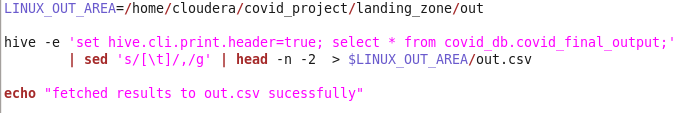 LINUX_OUT_AREA=/home/cloudera/covid_project/landing_zone/out
hive -e 'set hive.cli.print.header=true; select * from covid_db.covid_final_output;'
| sed 's/[\t]/,/g' | head -n -2  > $LINUX_OUT_AREA/out.csv
echo "fetched results to out.csv sucessfully"